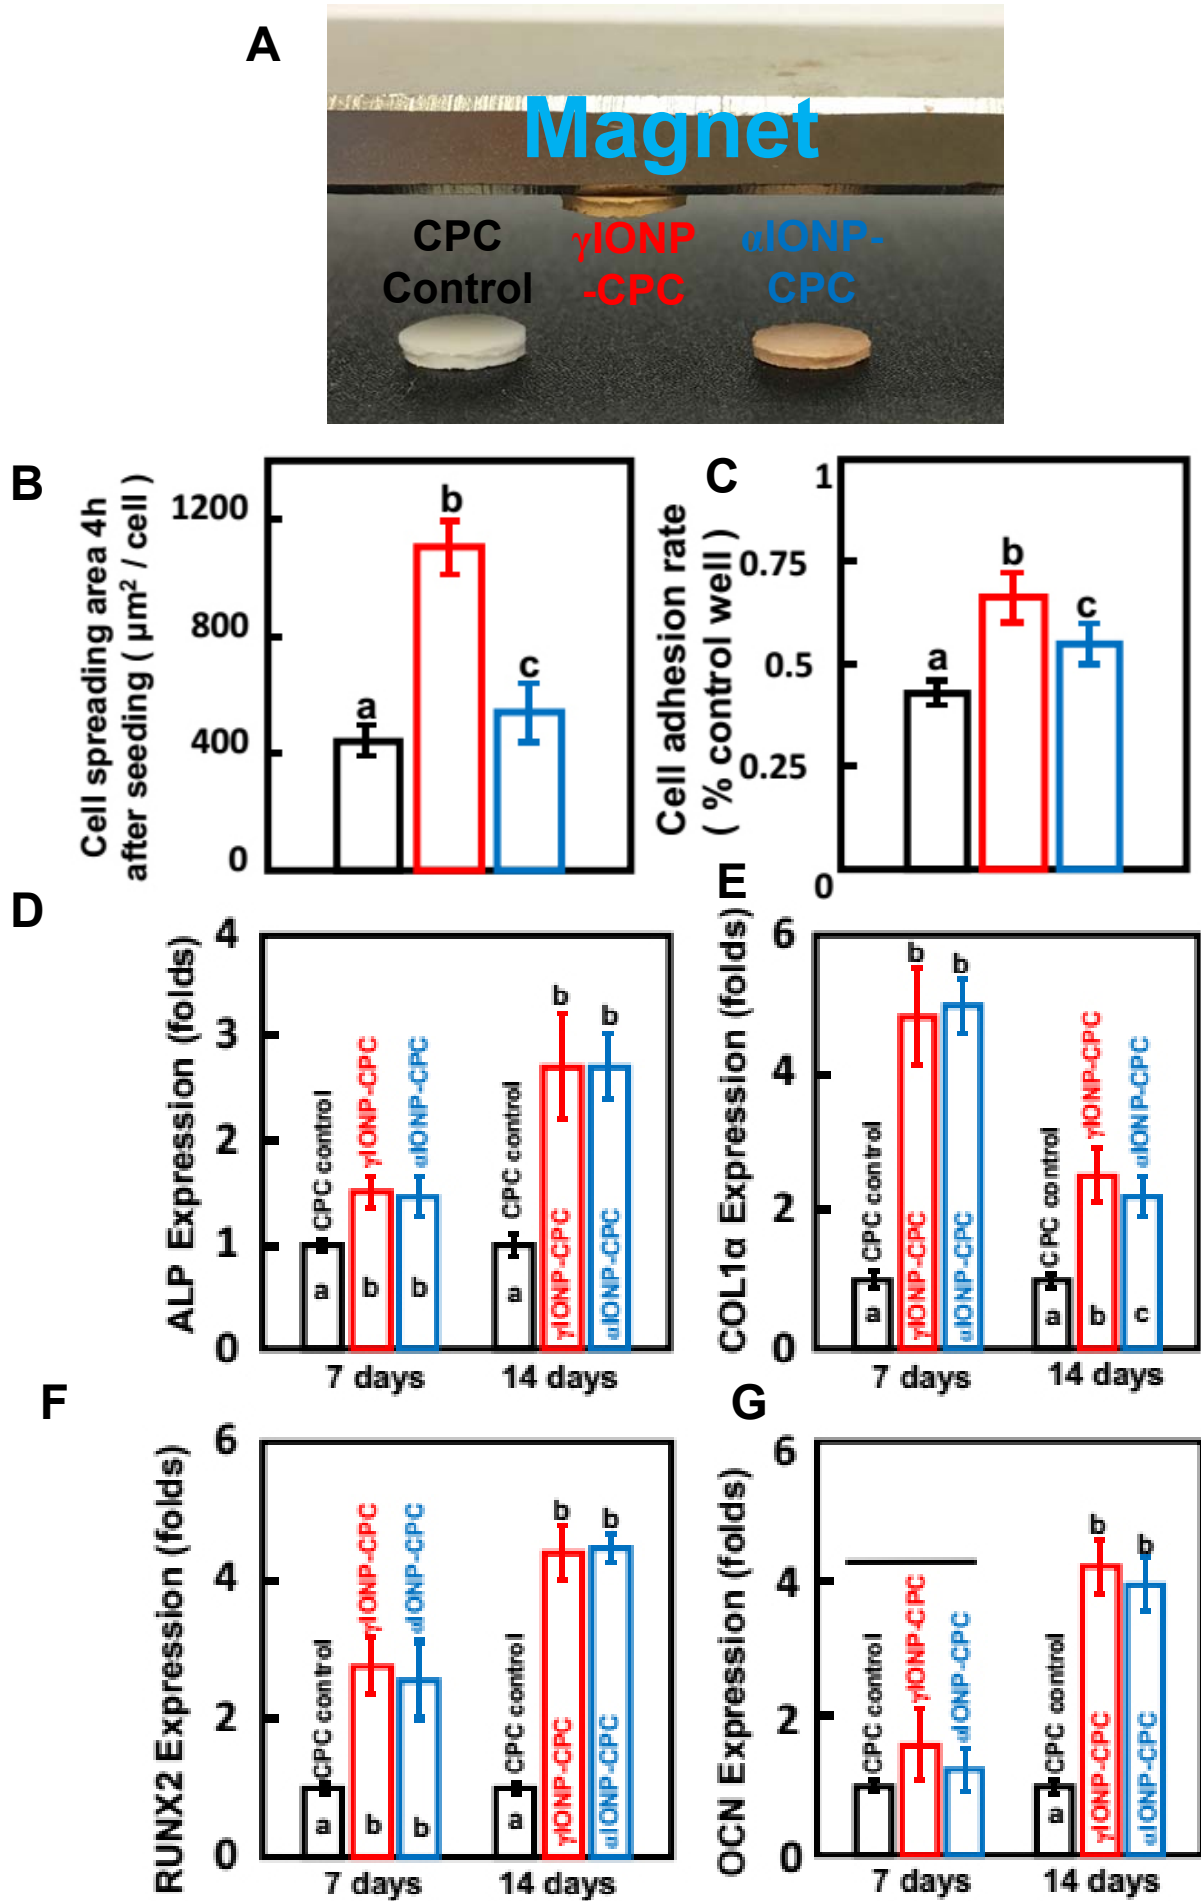 A
Magnet
CPC
Control
γIONP
-CPC
αIONP-
CPC
B
Cell spreading area 4h
after seeding ( µm² / cell)
1200
800
400
0
a
b
c
C
Cell adhesion rate
( % control well )
1
0.75
0.5
0.25
0
a
b
c
D
ALP Expression (folds)
4
3
2
1
0
CPC control
γIONP-CPC
αIONP-CPC
a
b
b
CPC control
γIONP-CPC
αIONP-CPC
a
b
b
7 days
14 days
E
COL1α Expression (folds)
6
4
2
0
CPC control
γIONP-CPC
αIONP-CPC
a
b
b
CPC control
γIONP-CPC
αIONP-CPC
a
b
c
7 days
14 days
F
RUNX2 Expression (folds)
6
4
2
0
CPC control
γIONP-CPC
αIONP-CPC
a
b
b
CPC control
γIONP-CPC
αIONP-CPC
a
b
b
7 days
14 days
G
OCN Expression (folds)
6
4
2
0
CPC control
γIONP-CPC
αIONP-CPC
CPC control
γIONP-CPC
αIONP-CPC
a
b
b
7 days
14 days